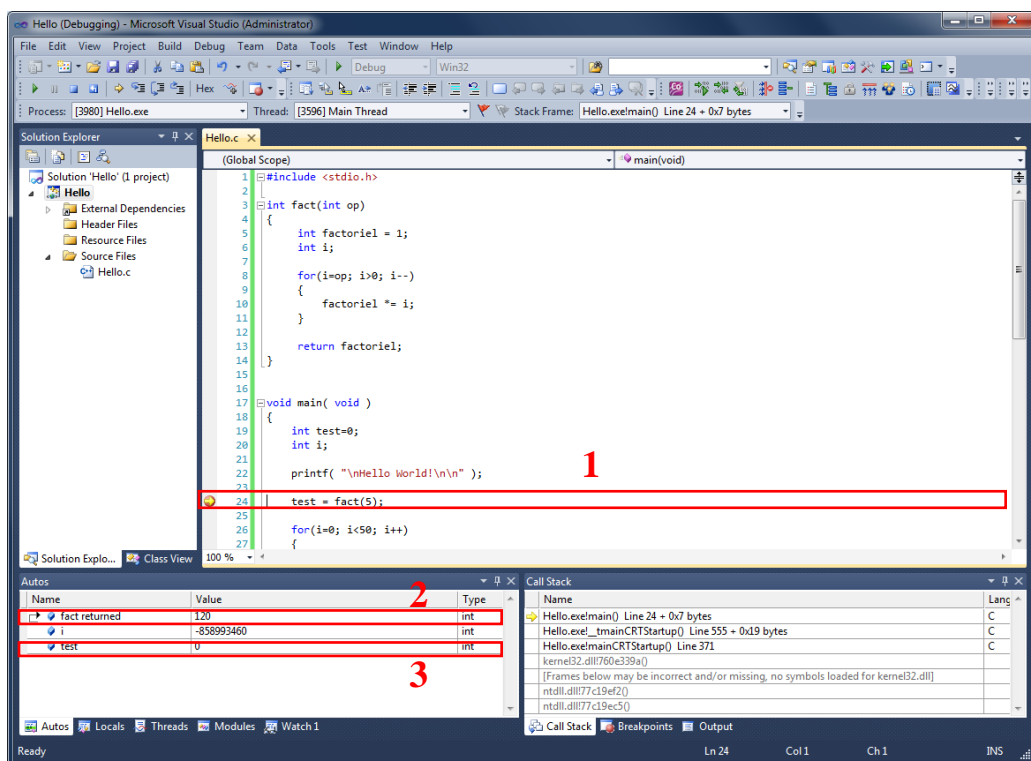 Hello (Debugging) - Microsoft Visual Studio (Administrator)
File Edit View Project Build Debug Team Data Tools Test Window Help
Debug Win32
Hex
Process: [3980] Hello.exe Thread: [3596] Main Thread Stack Frame: Hello.exe!main() Line 24 + 0x7 bytes
Solution Explorer
Solution 'Hello' (1 project)
Hello
External Dependencies
Header Files
Resource Files
Source Files
Hello.c
Solution Explo... Class View
Hello.c
(Global Scope) main(void)
1 #include <stdio.h>
2
3 int fact(int op)
4 {
5 int factoriel = 1;
6 int i;
7
8 for(i=op; i>0; i--)
9 {
10 factoriel *= i;
11 }
12
13 return factoriel;
14 }
15
16
17 void main( void )
18 {
19 int test=0;
20 int i;
21
22 printf( "\nHello World!\n\n" );
23
24 test = fact(5);
25
26 for(i=0; i<50; i++)
27 {
1
100 %
Autos
Name Value Type
fact returned 120 int
i -858993460 int
test 0 int
2
3
Autos Locals Threads Modules Watch 1
Call Stack
Name Lang
Hello.exe!main() Line 24 + 0x7 bytes C
Hello.exe!__tmainCRTStartup() Line 555 + 0x19 bytes C
Hello.exe!mainCRTStartup() Line 371 C
kernel32.dll!760e339a()
[Frames below may be incorrect and/or missing, no symbols loaded for kernel32.dll]
ntdll.dll!77c19ef2()
ntdll.dll!77c19ec5()
Call Stack Breakpoints Output
Ready Ln 24 Col 1 Ch 1 INS